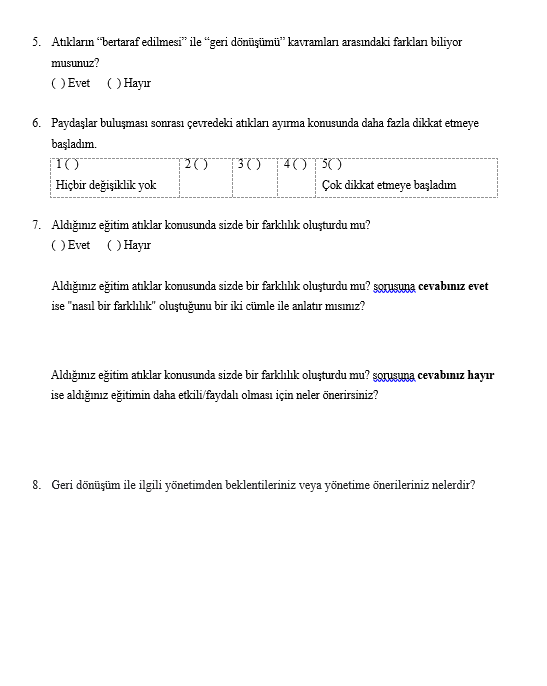 5. Atıkların “bertaraf edilmesi” ile “geri dönüşümü” kavramları arasındaki farkları biliyor
musunuz?
( ) Evet ( ) Hayır
6. Paydaşlar buluşması sonrası çevredeki atıkları ayırma konusunda daha fazla dikkat etmeye
başladım.
1 ( ) 2 ( ) 3 ( ) 4 ( ) 5( )
Hiçbir değişiklik yok Çok dikkat etmeye başladım
7. Aldığınız eğitim atıklar konusunda sizde bir farklılık oluşturdu mu?
( ) Evet ( ) Hayır
Aldığınız eğitim atıklar konusunda sizde bir farklılık oluşturdu mu? sorusuna cevabınız evet
ise "nasıl bir farklılık" oluştuğunu bir iki cümle ile anlatır mısınız?
Aldığınız eğitim atıklar konusunda sizde bir farklılık oluşturdu mu? sorusuna cevabınız hayır
ise aldığınız eğitimin daha etkili/faydalı olması için neler önerirsiniz?
8. Geri dönüşüm ile ilgili yönetimden beklentileriniz veya yönetime önerileriniz nelerdir?